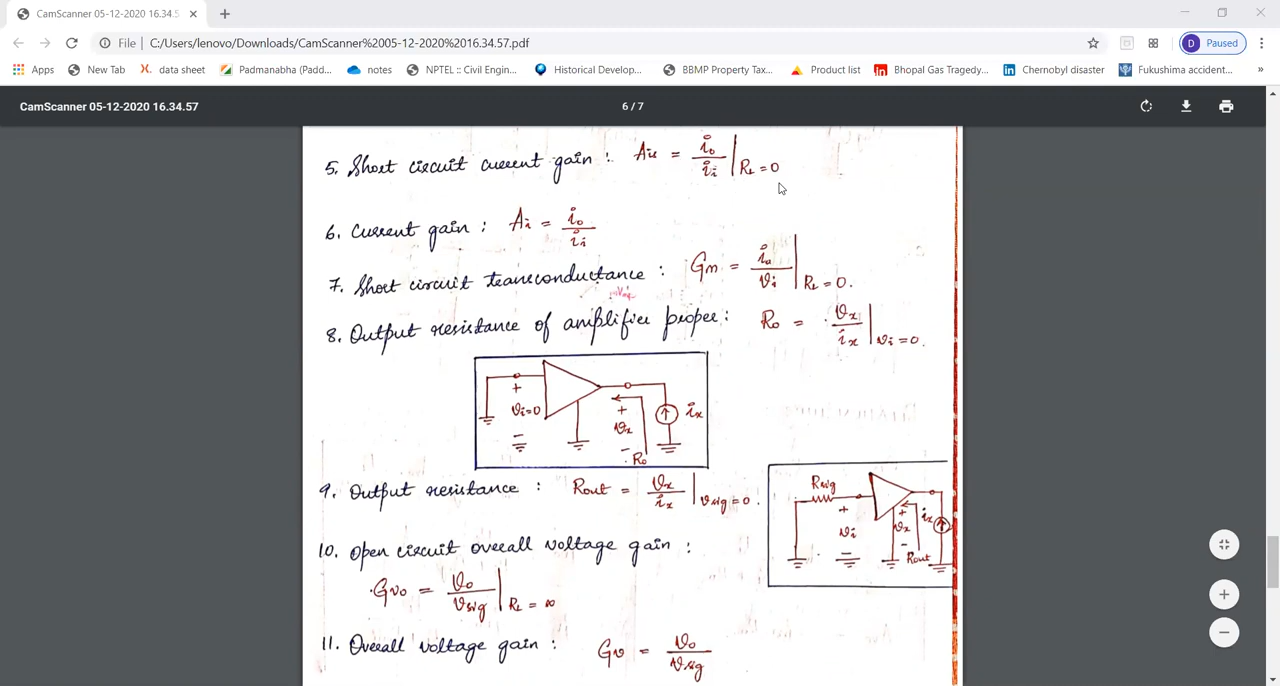 CamScanner 05-12-2020 16.34.5
File C:/Users/lenovo/Downloads/CamScanner%2005-12-2020%2016.34.57.pdf
D Paused
Apps New Tab data sheet Padmanabha (Padd... notes NPTEL :: Civil Engin... Historical Develop... BBMP Property Tax... Product list Bhopal Gas Tragedy... Chernobyl disaster Fukushima accident... »
CamScanner 05-12-2020 16.34.57 6 / 7
5. Short circuit current gain : Ais = io/ii | RL = 0
6. Current gain : Ai = io/ii
7. Short circuit transconductance : Gm = io/vi | RL = 0.
8. Output resistance of amplifier proper : Ro = vx/ix | vi = 0.
+ vi=0 − + vx − Ro ix
9. Output resistance : Rout = vx/ix | vsig = 0.
Rsig + vi − + vx − ix Rout
10. Open circuit overall voltage gain :
Gvo = vo/vsig | RL = ∞
11. Overall voltage gain : Gv = vo/vsig